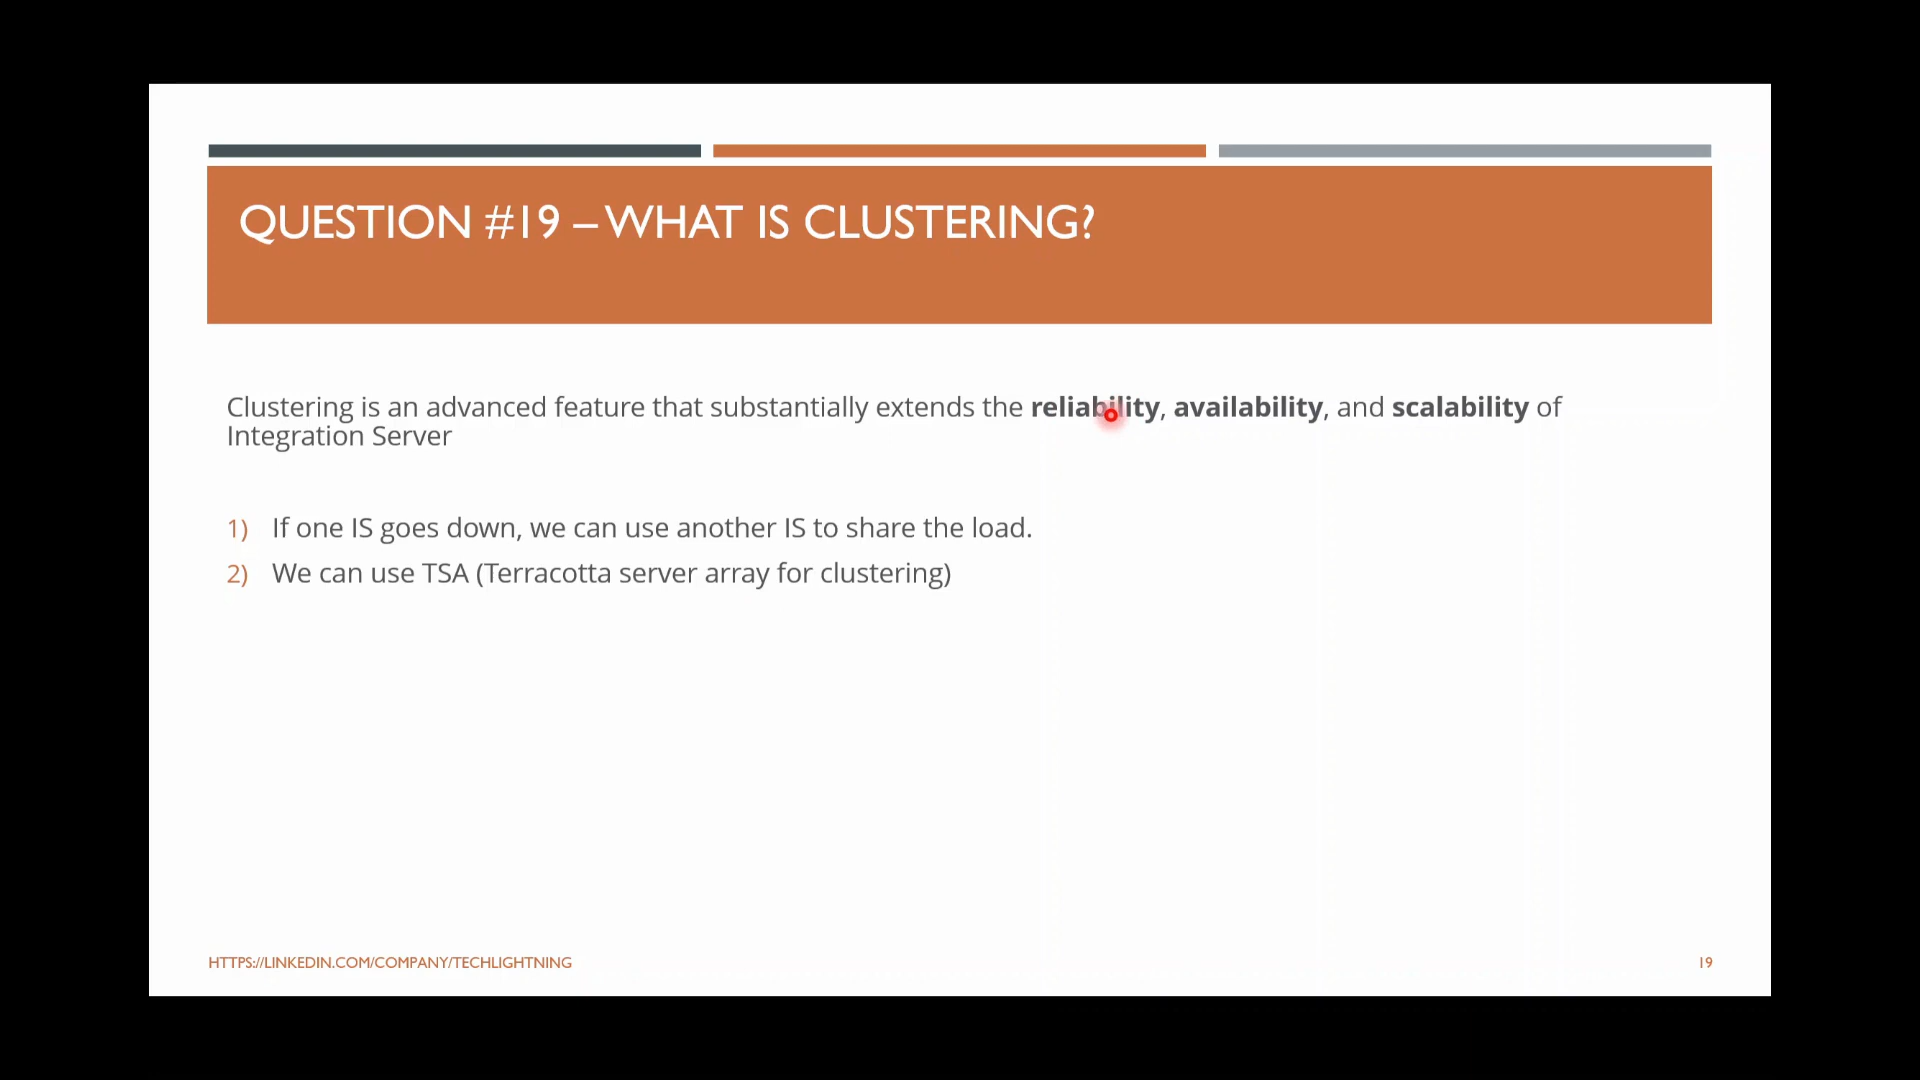 QUESTION #19 – WHAT IS CLUSTERING?
Clustering is an advanced feature that substantially extends the reliability, availability, and scalability of
Integration Server
1) If one IS goes down, we can use another IS to share the load.
2) We can use TSA (Terracotta server array for clustering)
HTTPS://LINKEDIN.COM/COMPANY/TECHLIGHTNING
19